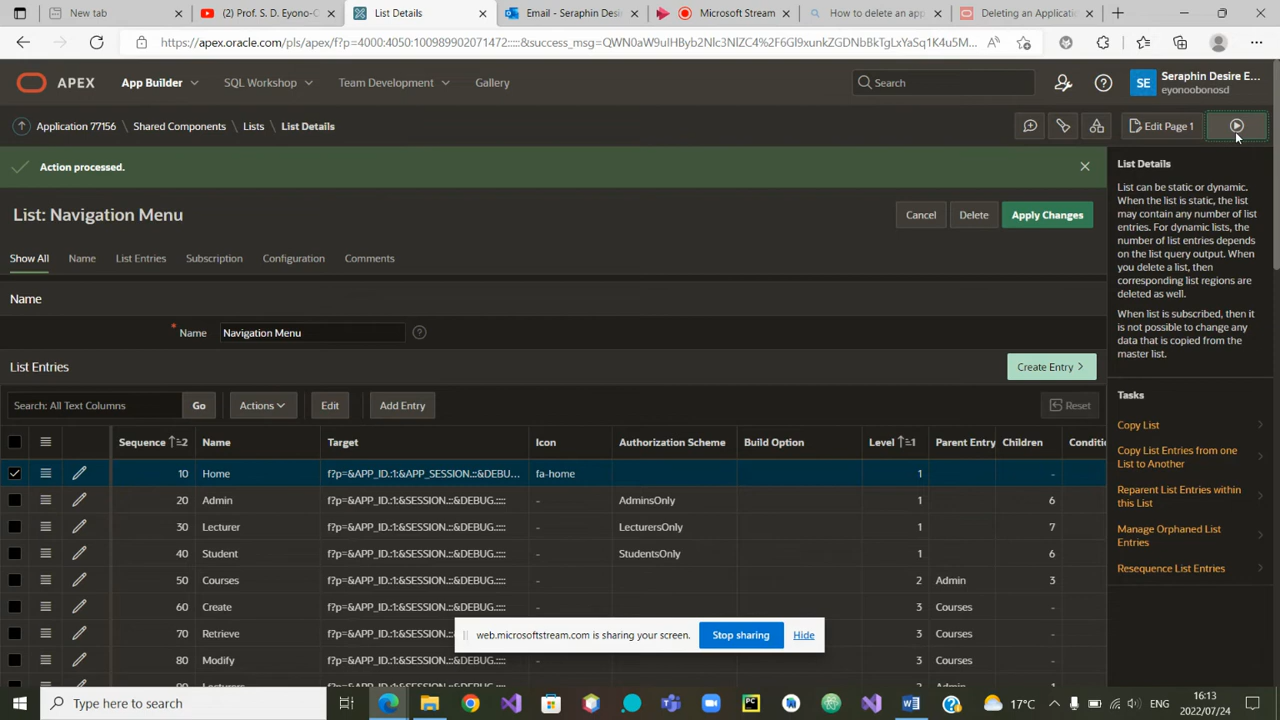 New tab
(2) Prof. S. D. Eyono-C
List Details
Email - Seraphin Desire E
Microsoft Stream
How to delete an app
Deleting an Applicati
https://apex.oracle.com/pls/apex/f?p=4000:4050:100989902071472:::::&success_msg=
APEX App Builder SQL Workshop Team Development Gallery
Search
Seraphin Desire E...
eyonoobonosd
Application 77156 \ Shared Components \ Lists \ List Details
Edit Page 1
Action processed.
List: Navigation Menu
Cancel Delete Apply Changes
Show All Name List Entries Subscription Configuration Comments
Name
* Name Navigation Menu
List Entries
Create Entry >
Search: All Text Columns Go Actions Edit Add Entry Reset
Sequence ↑2 Name Target Icon Authorization Scheme Build Option Level ↑1 Parent Entry Children Conditio
10 Home f?p=&APP_ID.:1:&APP_SESSION.::&DEBU... fa-home 1 -
20 Admin f?p=&APP_ID.:1:&SESSION.::&DEBUG.:::: - AdminsOnly 1 6
30 Lecturer f?p=&APP_ID.:1:&SESSION.::&DEBUG.:::: - LecturersOnly 1 7
40 Student f?p=&APP_ID.:1:&SESSION.::&DEBUG.:::: - StudentsOnly 1 6
50 Courses f?p=&APP_ID.:1:&SESSION.::&DEBUG.:::: - 2 Admin 3
60 Create f?p=&APP_ID.:1:&SESSION.::&DEBUG.:::: - 3 Courses -
70 Retrieve f?p=&APP_ID.:1:&S 3 Courses -
80 Modify f?p=&APP_ID.:1:&S 3 Courses -
90 Lecturers
web.microsoftstream.com is sharing your screen. Stop sharing Hide
List Details
List can be static or dynamic.
When the list is static, the list
may contain any number of list
entries. For dynamic lists, the
number of list entries depends
on the list query output. When
you delete a list, then
corresponding list regions are
deleted as well.
When list is subscribed, then it
is not possible to change any
data that is copied from the
master list.
Tasks
Copy List
Copy List Entries from one
List to Another
Reparent List Entries within
this List
Manage Orphaned List
Entries
Resequence List Entries
Type here to search
17°C
ENG
16:13
2022/07/24